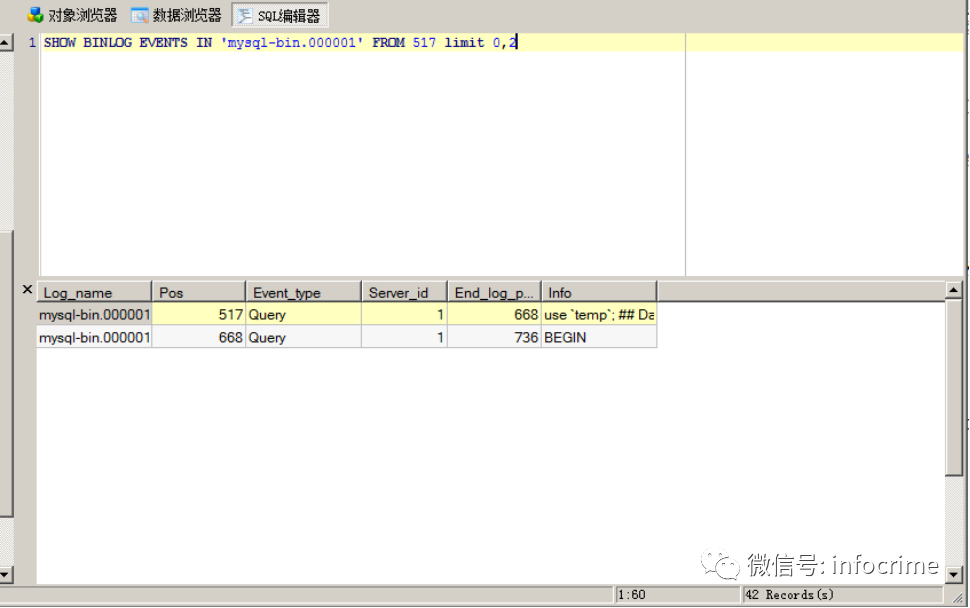 对象浏览器 数据浏览器 SQL编辑器
1 SHOW BINLOG EVENTS IN 'mysql-bin.000001' FROM 517 limit 0,2
× Log_name Pos Event_type Server_id End_log_p... Info
mysql-bin.000001 517 Query 1 668 use `temp`; ## Da
mysql-bin.000001 668 Query 1 736 BEGIN
微信号: infocrime
1:60 42 Records(s)